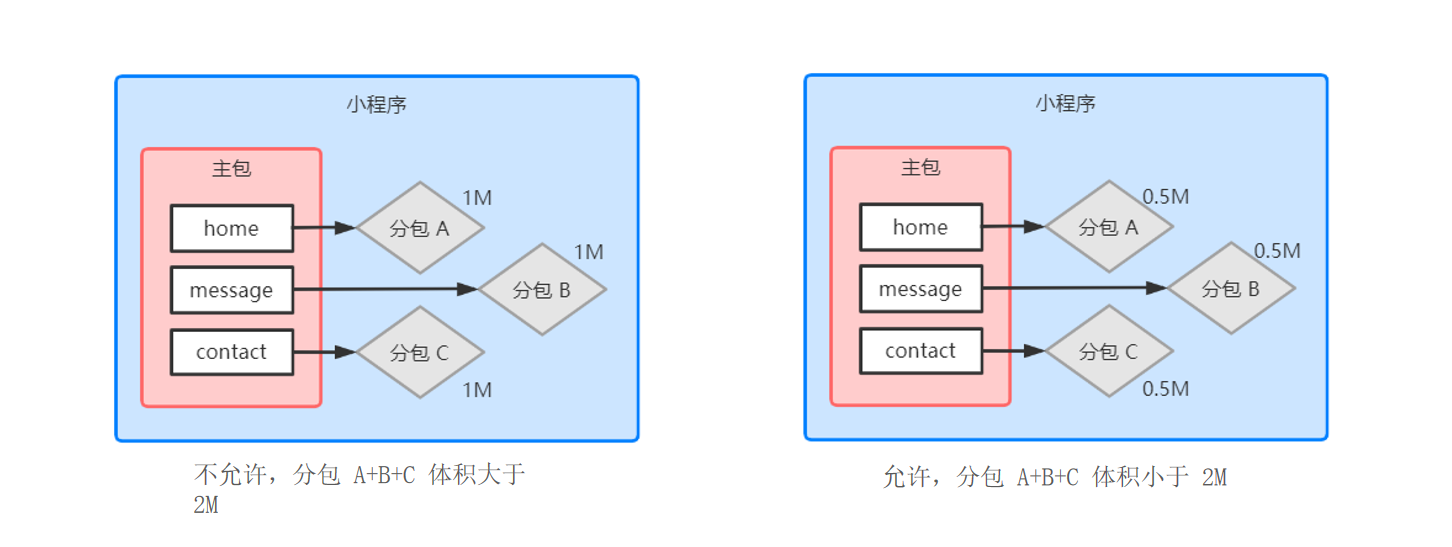 小程序
主包
home
message
contact
分包 A
1M
分包 B
1M
分包 C
1M
不允许，分包 A+B+C 体积大于
2M
小程序
主包
home
message
contact
分包 A
0.5M
分包 B
0.5M
分包 C
0.5M
允许，分包 A+B+C 体积小于 2M